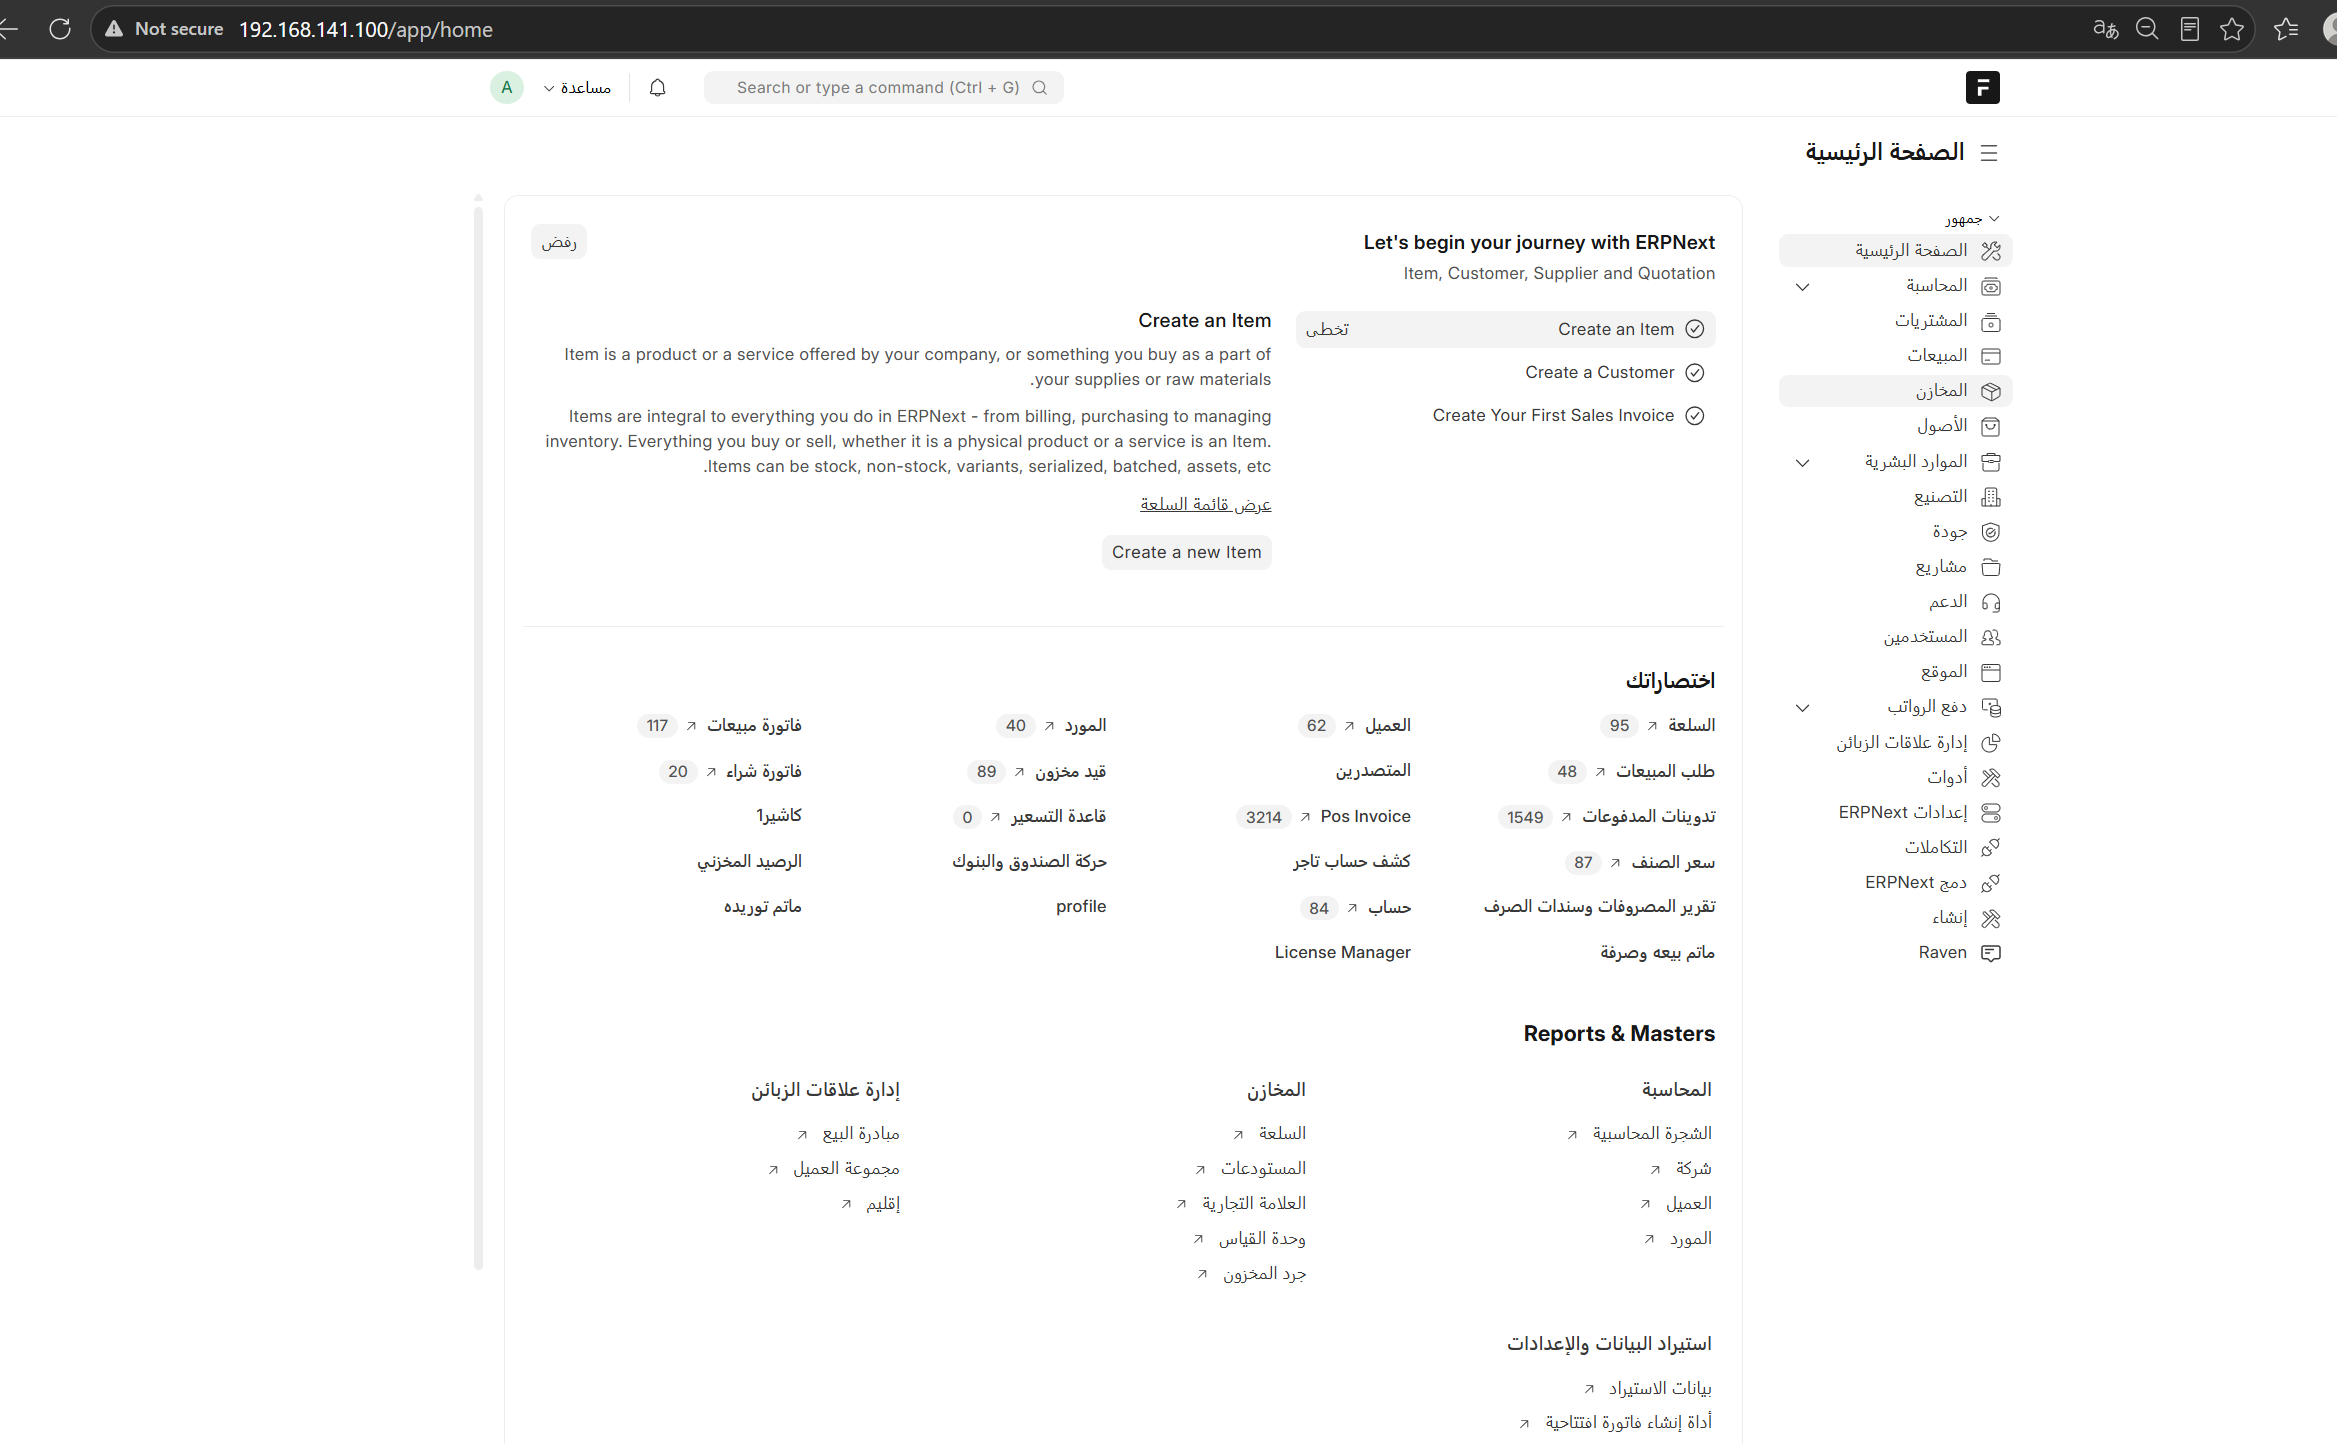 Not secure 192.168.141.100/app/home
F
Search or type a command (Ctrl + G)
مساعدة
A
الصفحة الرئيسية
جمهور
الصفحة الرئيسية
المحاسبة
المشتريات
المبيعات
المخازن
الأصول
الموارد البشرية
التصنيع
جودة
مشاريع
الدعم
المستخدمين
الموقع
دفع الرواتب
إدارة علاقات الزبائن
أدوات
إعدادات ERPNext
التكاملات
دمج ERPNext
إنشاء
Raven
Let's begin your journey with ERPNext
رفض
Item, Customer, Supplier and Quotation
Create an Item تخطى
Create a Customer
Create Your First Sales Invoice
Create an Item
Item is a product or a service offered by your company, or something you buy as a part of
.your supplies or raw materials
Items are integral to everything you do in ERPNext - from billing, purchasing to managing
inventory. Everything you buy or sell, whether it is a physical product or a service is an Item.
.Items can be stock, non-stock, variants, serialized, batched, assets, etc
عرض قائمة السلعة
Create a new Item
اختصاراتك
السلعة 95 العميل 62 المورد 40 فاتورة مبيعات 117
طلب المبيعات 48 المتصدرين قيد مخزون 89 فاتورة شراء 20
تدوينات المدفوعات 1549 Pos Invoice 3214 قاعدة التسعير 0 كاشير1
سعر الصنف 87 كشف حساب تاجر حركة الصندوق والبنوك الرصيد المخزني
تقرير المصروفات وسندات الصرف حساب 84 profile ماتم توريده
ماتم بيعه وصرفة License Manager
Reports & Masters
المحاسبة
الشجرة المحاسبية
شركة
العميل
المورد
المخازن
السلعة
المستودعات
العلامة التجارية
وحدة القياس
جرد المخزون
إدارة علاقات الزبائن
مبادرة البيع
مجموعة العميل
إقليم
استيراد البيانات والإعدادات
بيانات الاستيراد
أداة إنشاء فاتورة افتتاحية